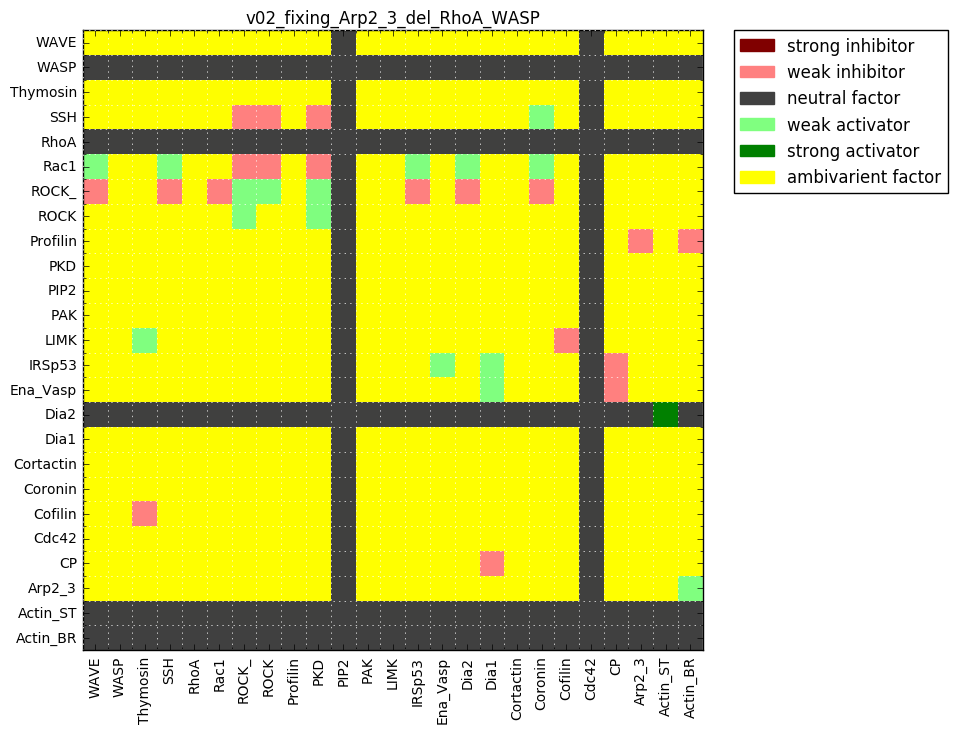 v02_fixing_Arp2_3_del_RhoA_WASP
WAVE
WASP
Thymosin
SSH
RhoA
Rac1
ROCK_
ROCK
Profilin
PKD
PIP2
PAK
LIMK
IRSp53
Ena_Vasp
Dia2
Dia1
Cortactin
Coronin
Cofilin
Cdc42
CP
Arp2_3
Actin_ST
Actin_BR
WAVE
WASP
Thymosin
SSH
RhoA
Rac1
ROCK_
ROCK
Profilin
PKD
PIP2
PAK
LIMK
IRSp53
Ena_Vasp
Dia2
Dia1
Cortactin
Coronin
Cofilin
Cdc42
CP
Arp2_3
Actin_ST
Actin_BR
strong inhibitor
weak inhibitor
neutral factor
weak activator
strong activator
ambivarient factor